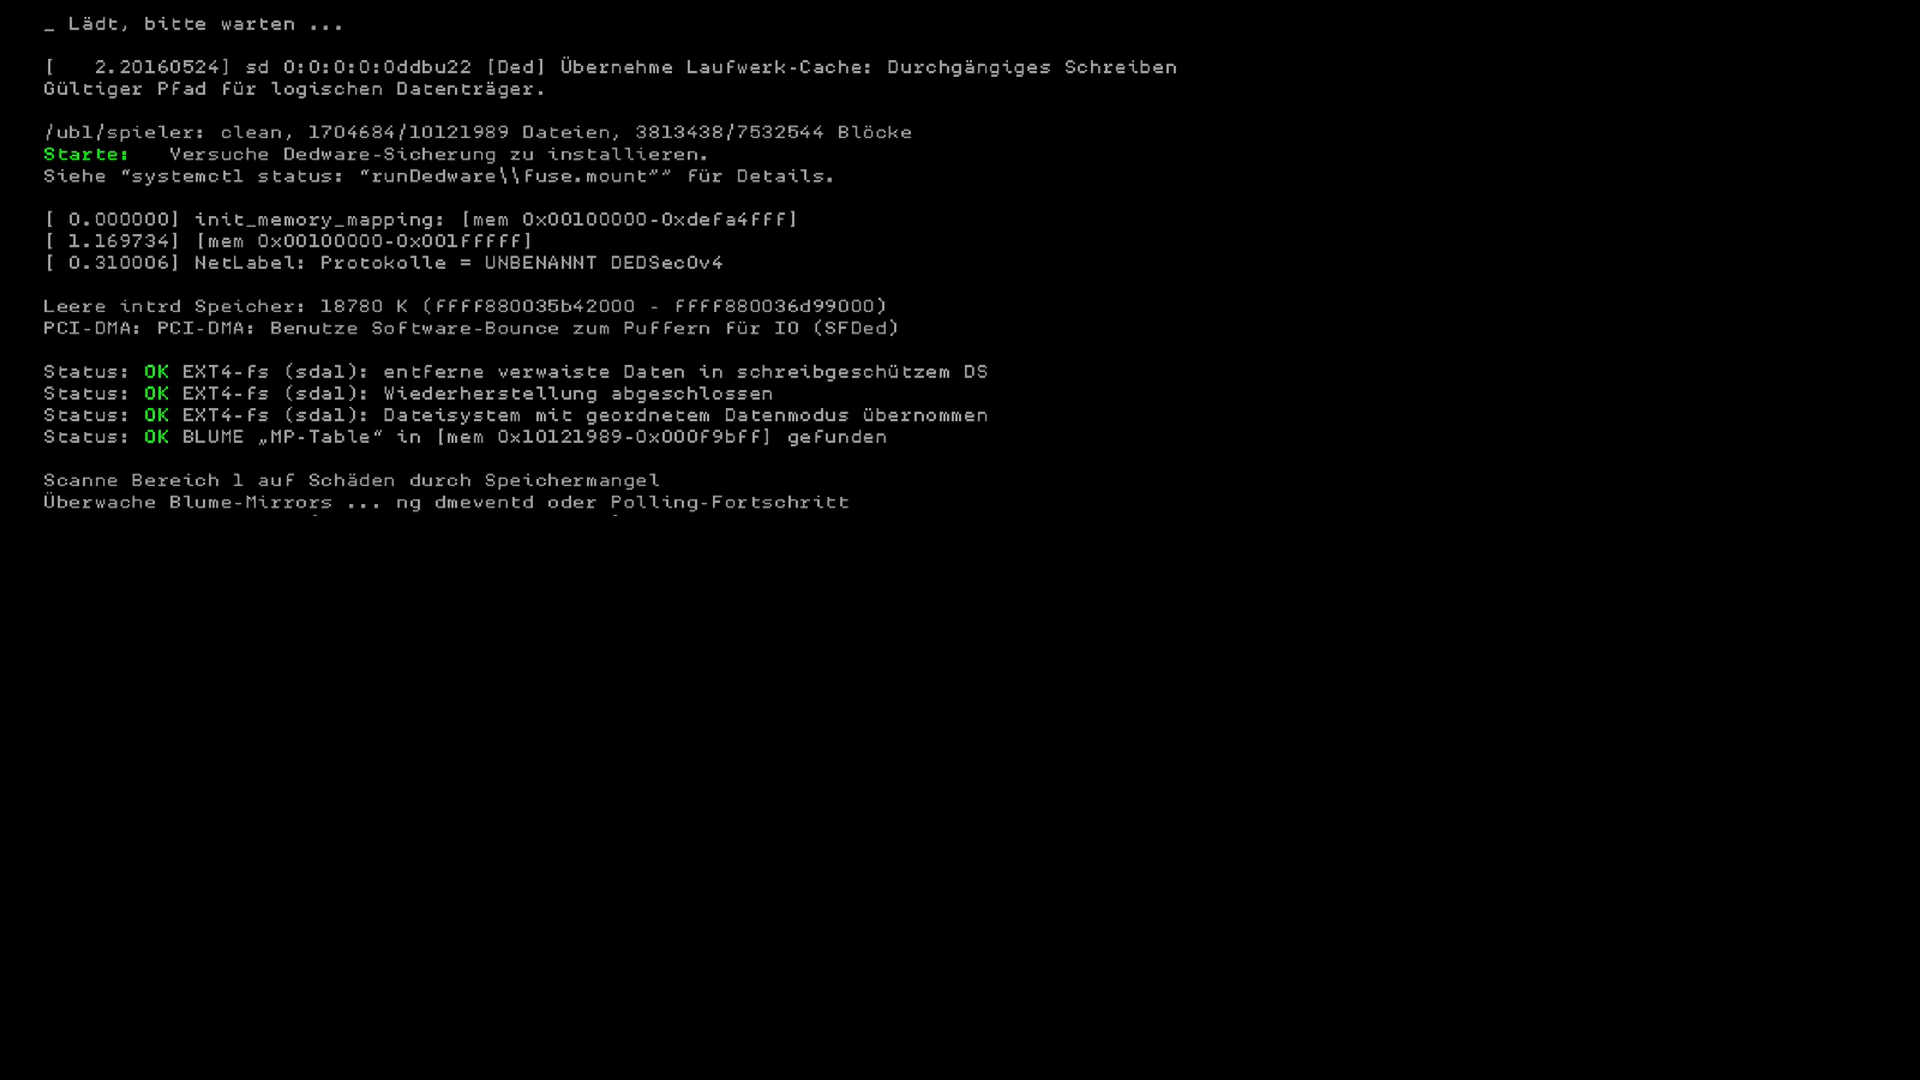 _ Lädt, bitte warten ...
[   2.20160524] sd 0:0:0:0:0ddbu22 [Ded] Übernehme Laufwerk-Cache: Durchgängiges Schreiben
Gültiger Pfad für logischen Datenträger.
/ubl/spieler: clean, 1704684/10121989 Dateien, 3813438/7532544 Blöcke
Starte:   Versuche Dedware-Sicherung zu installieren.
Siehe “systemctl status: “runDedware\\fuse.mount”” für Details.
[ 0.000000] init_memory_mapping: [mem 0x00100000-0xdefa4fff]
[ 1.169734] [mem 0x00100000-0x001fffff]
[ 0.310006] NetLabel: Protokolle = UNBENANNT DEDSecOv4
Leere intrd Speicher: 18780 K (ffff880035b42000 - ffff880036d99000)
PCI-DMA: PCI-DMA: Benutze Software-Bounce zum Puffern für IO (SFDed)
Status: OK EXT4-fs (sda1): entferne verwaiste Daten in schreibgeschützem DS
Status: OK EXT4-fs (sda1): Wiederherstellung abgeschlossen
Status: OK EXT4-fs (sda1): Dateisystem mit geordnetem Datenmodus übernommen
Status: OK BLUME „MP-Table“ in [mem 0x10121989-0x000f9bff] gefunden
Scanne Bereich 1 auf Schäden durch Speichermangel
Überwache Blume-Mirrors ... ng dmeventd oder Polling-Fortschritt